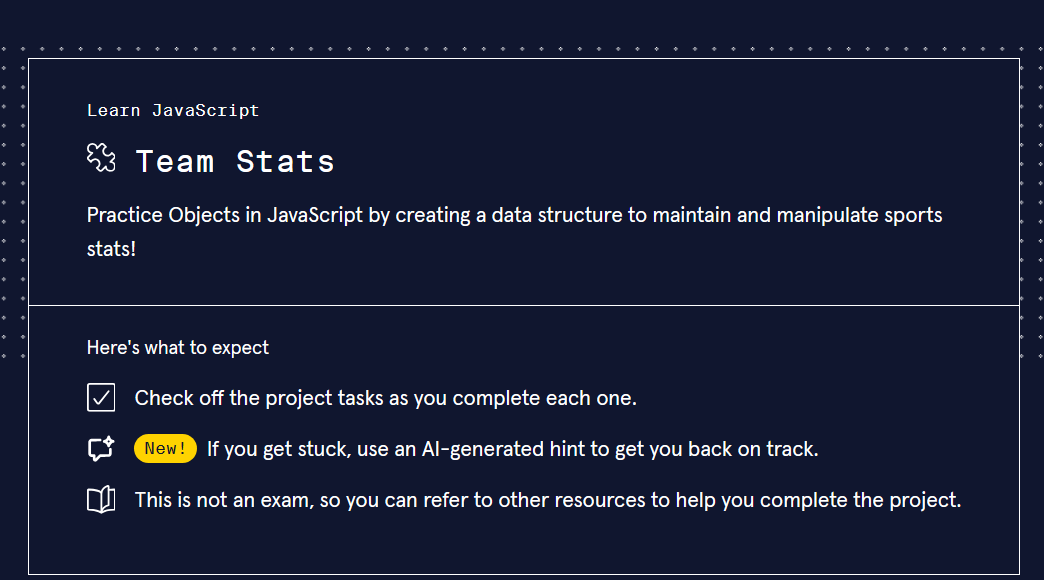 Learn JavaScript
Team Stats
Practice Objects in JavaScript by creating a data structure to maintain and manipulate sports
stats!
Here's what to expect
Check off the project tasks as you complete each one.
New! If you get stuck, use an AI-generated hint to get you back on track.
This is not an exam, so you can refer to other resources to help you complete the project.